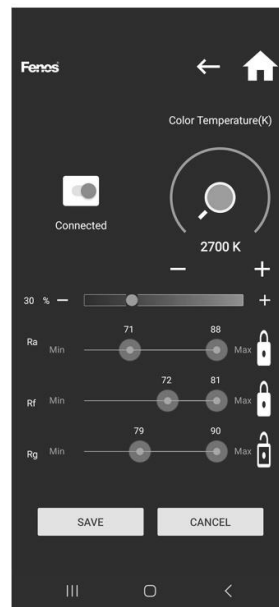 Fenos
Color Temperature(K)
Connected
2700 K
30 %
71 88
Ra Min Max
72 81
Rf Min Max
79 90
Rg Min Max
SAVE CANCEL